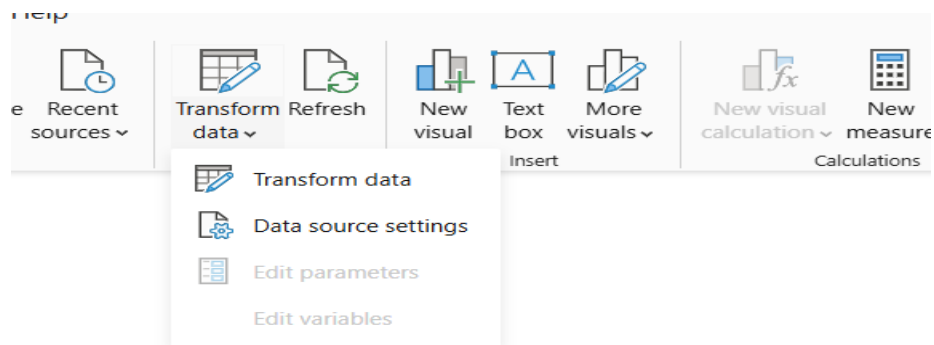 Help
e Recent sources
Transform data
Refresh
New visual
A
Text box
More visuals
fx
New visual calculation
New measure
Insert
Calculations
Transform data
Data source settings
Edit parameters
Edit variables